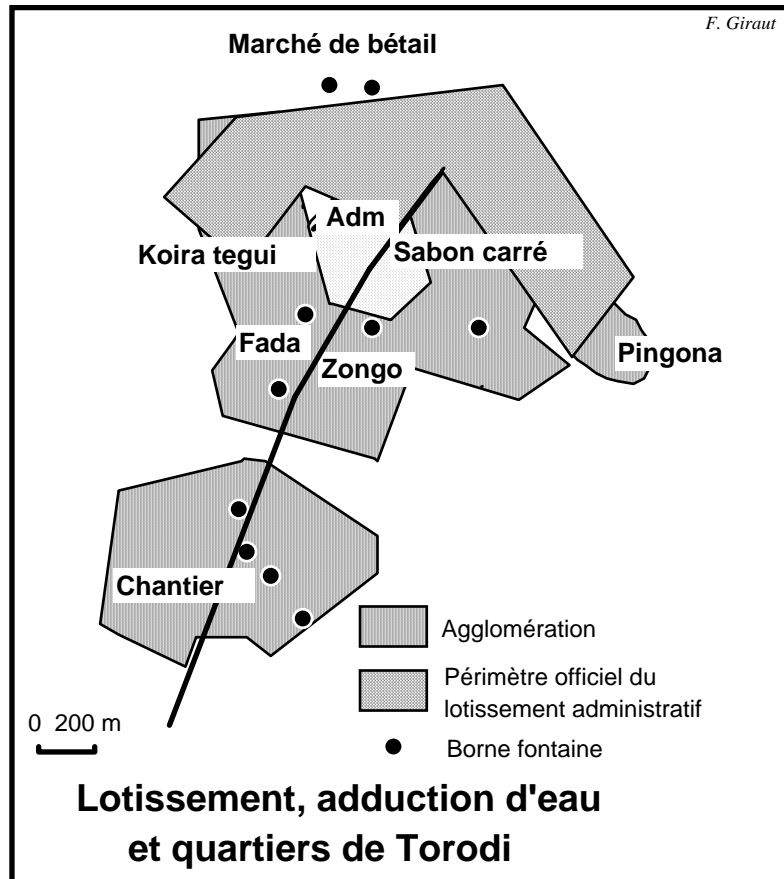 F. Giraut
Marché de bétail
Adm
Koira tegui
Sabon carré
Fada
Zongo
Pingona
Chantier
Agglomération
Périmètre officiel du
lotissement administratif
0 200 m
Borne fontaine
Lotissement, adduction d'eau
et quartiers de Torodi